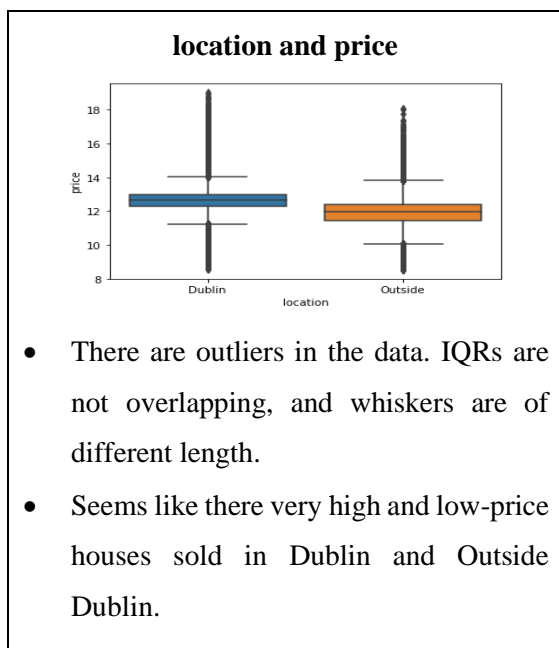 location and price
18
16
14
12
10
8
price
Dublin
Outside
location
• There are outliers in the data. IQRs are
not overlapping, and whiskers are of
different length.
• Seems like there very high and low-price
houses sold in Dublin and Outside
Dublin.